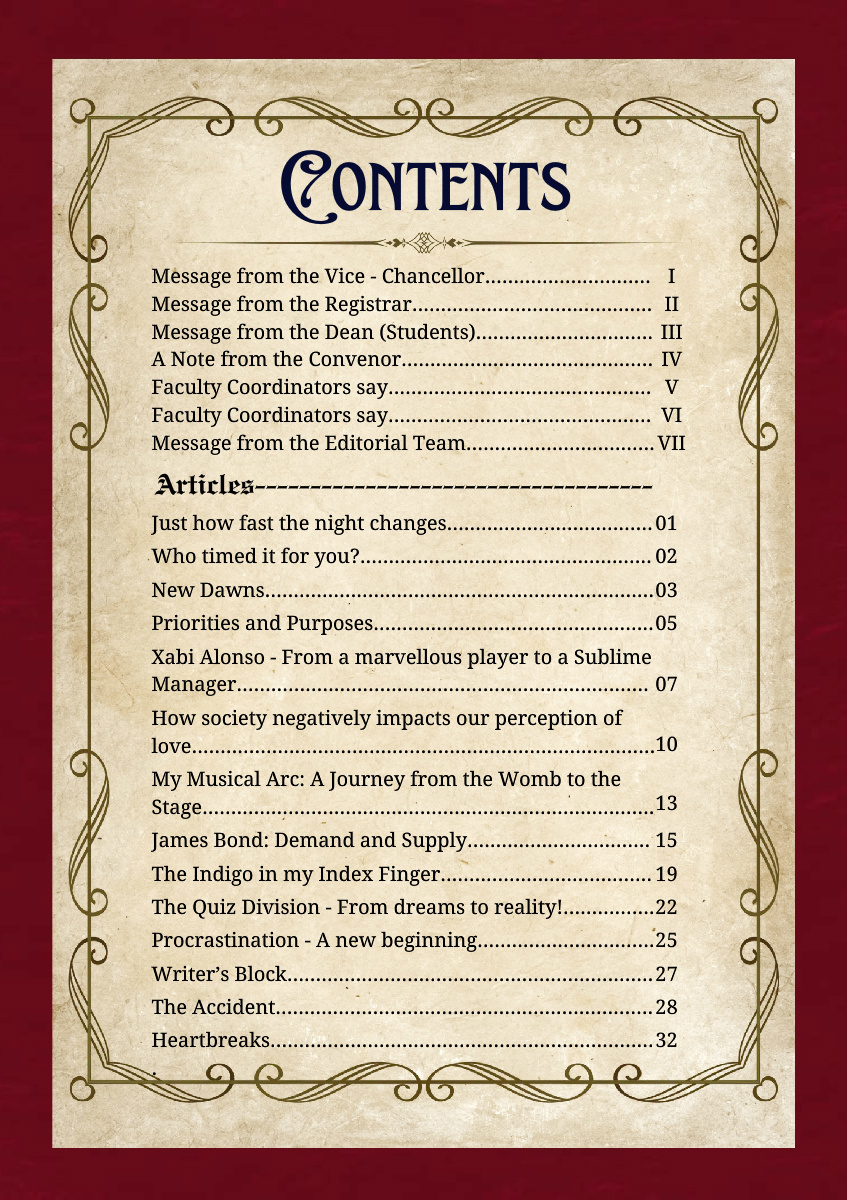 Contents
Message from the Vice - Chancellor............................ I
Message from the Registrar........................................ II
Message from the Dean (Students)............................. III
A Note from the Convenor.......................................... IV
Faculty Coordinators say............................................ V
Faculty Coordinators say............................................ VI
Message from the Editorial Team................................ VII
Articles------------------------------------
Just how fast the night changes...................................01
Who timed it for you?.................................................. 02
New Dawns..................................................................03
Priorities and Purposes................................................05
Xabi Alonso - From a marvellous player to a Sublime
Manager...................................................................... 07
How society negatively impacts our perception of
love...............................................................................10
My Musical Arc: A Journey from the Womb to the
Stage.............................................................................13
James Bond: Demand and Supply............................... 15
The Indigo in my Index Finger.................................... 19
The Quiz Division - From dreams to reality!...............22
Procrastination - A new beginning..............................25
Writer’s Block..............................................................27
The Accident................................................................28
Heartbreaks.................................................................32
.